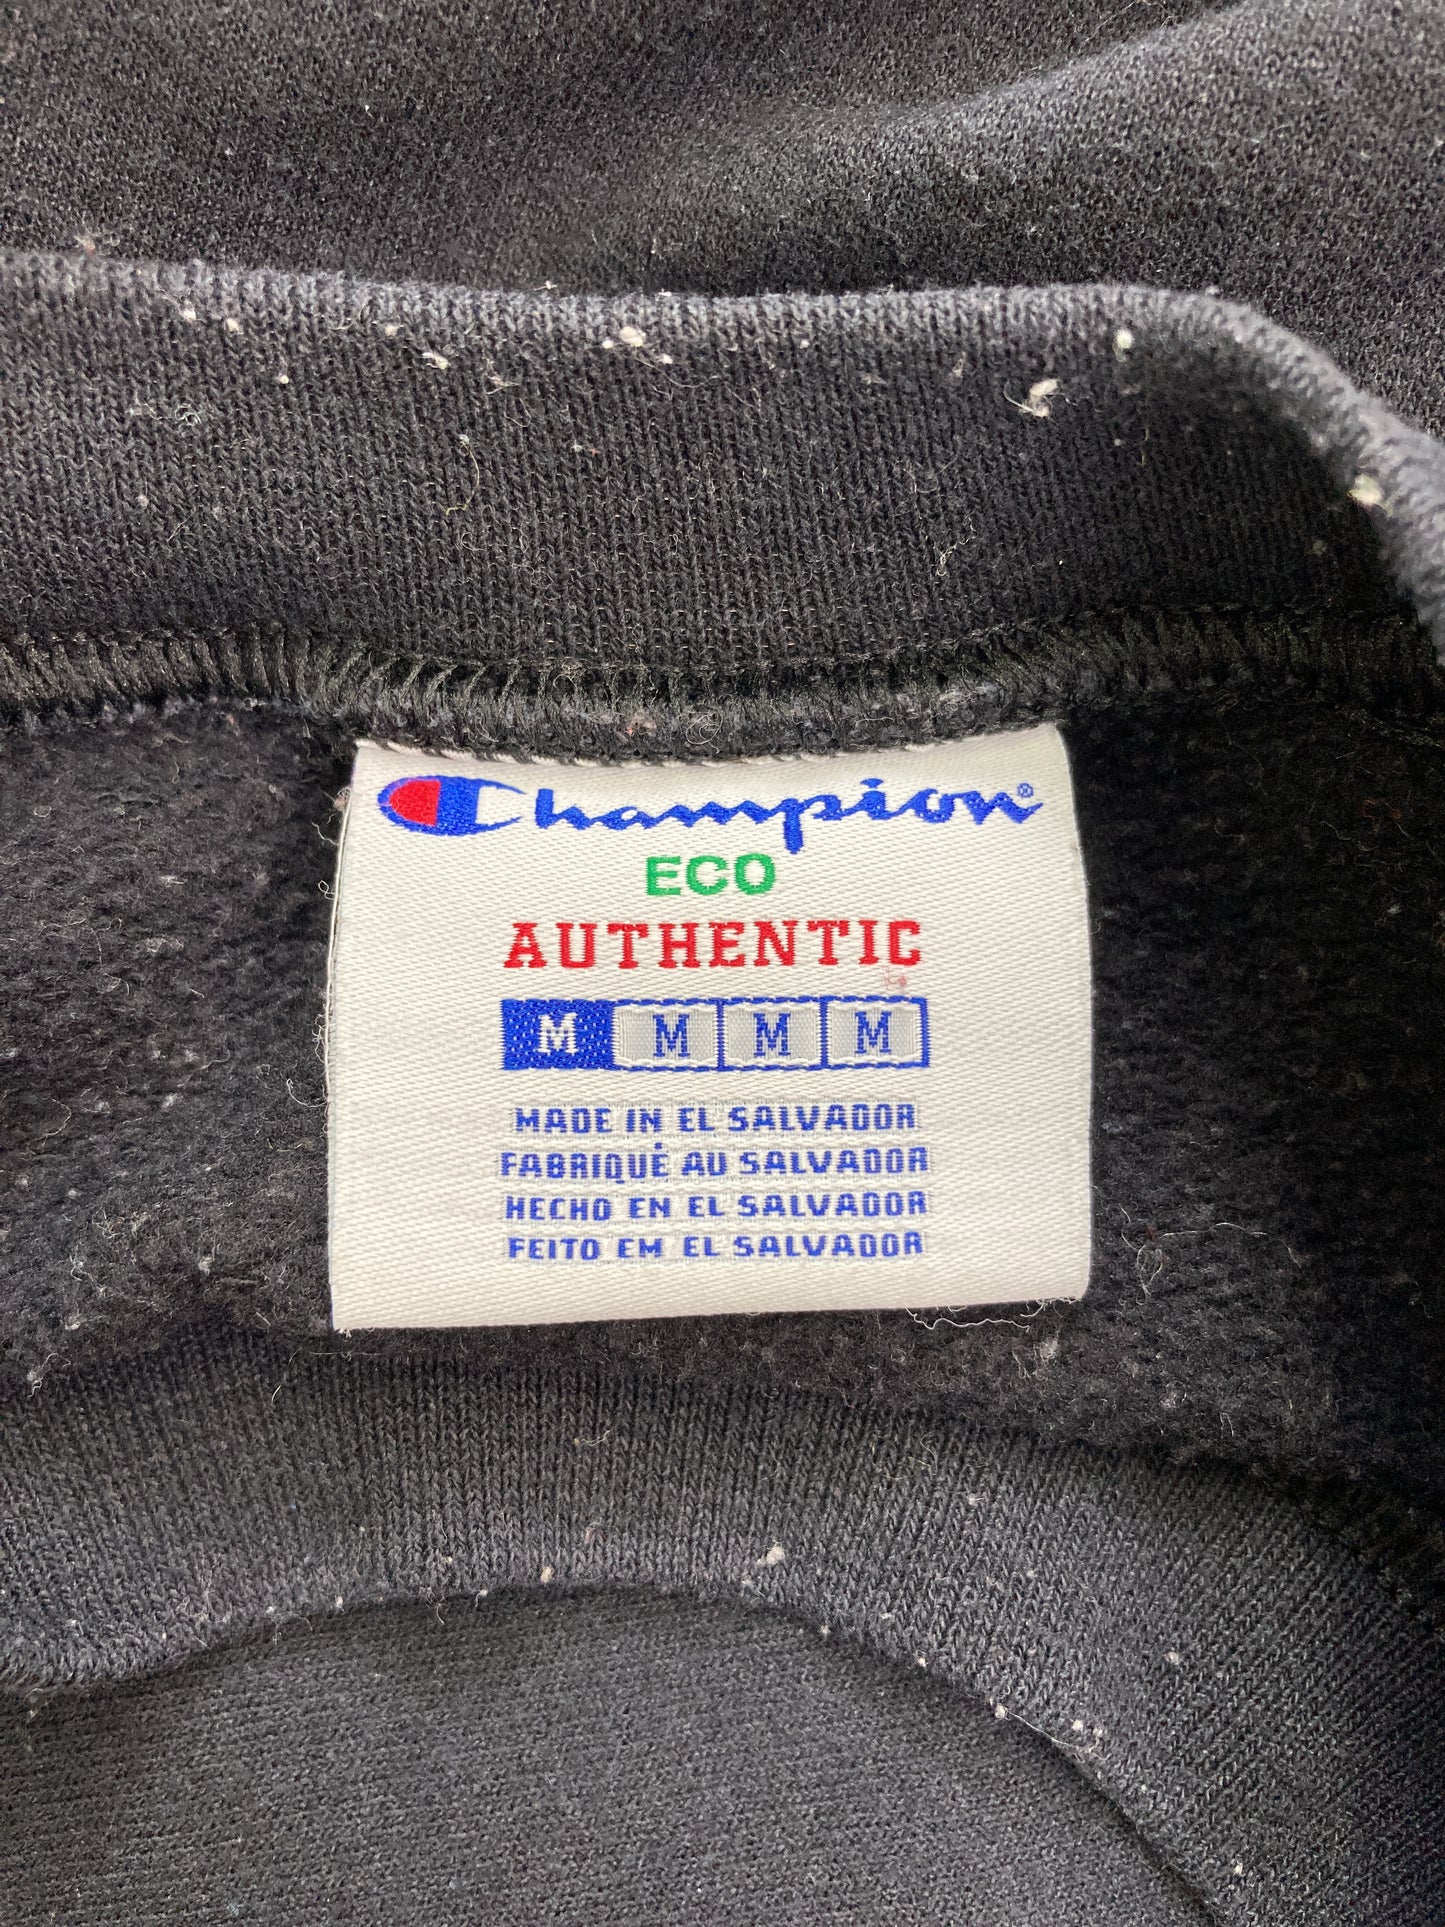 Champion®
ECO
AUTHENTIC
M M M M
MADE IN EL SALVADOR
FABRIQUÉ AU SALVADOR
HECHO EN EL SALVADOR
FEITO EM EL SALVADOR